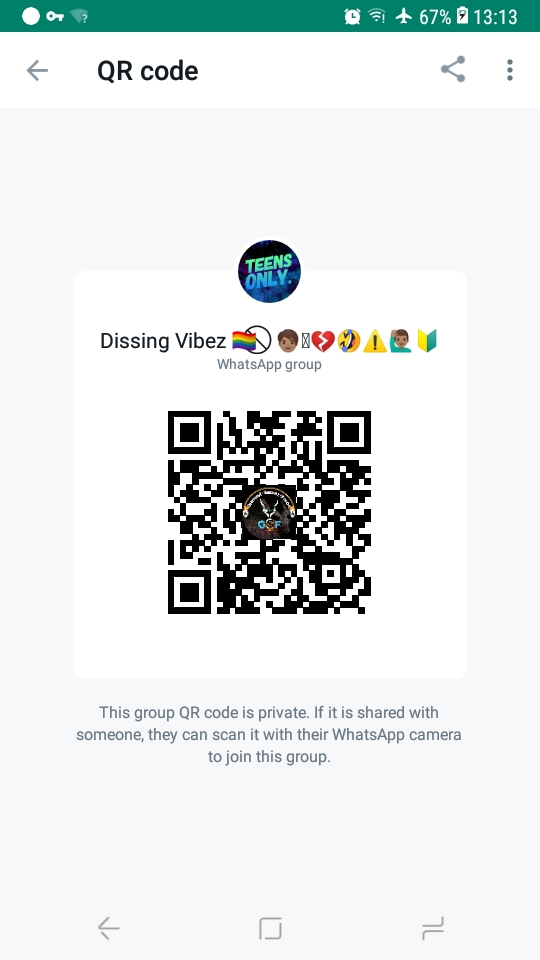 67% 13:13
QR code
TEENS
ONLY.
Dissing Vibez 🏳️‍🌈🚫 🧑🏾💔🤣⚠️🙋🏽‍♂️🔰
WhatsApp group
GSF
This group QR code is private. If it is shared with
someone, they can scan it with their WhatsApp camera
to join this group.